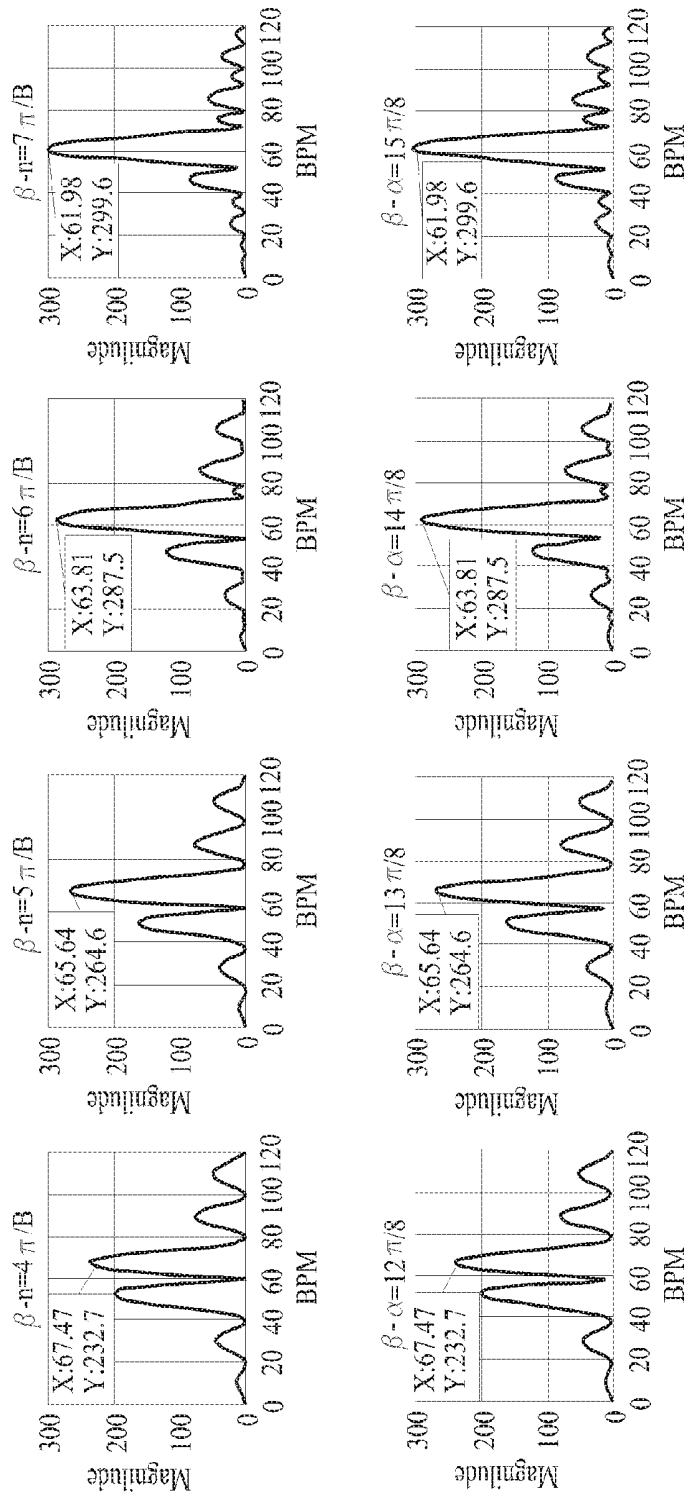 β-n=4π/B
X:67.47
Y:232.7
300
200
100
0
Magnitude
0 20 40 60 80 100 120
BPM
β-n=5π/B
X:65.64
Y:264.6
300
200
100
0
Magnitude
0 20 40 60 80 100 120
BPM
β-n=6π/B
X:63.81
Y:287.5
300
200
100
0
Magnitude
0 20 40 60 80 100 120
BPM
β-n=7π/B
X:61.98
Y:299.6
300
200
100
0
Magnitude
0 20 40 60 80 100 120
BPM
β-α=12π/8
X:67.47
Y:232.7
300
200
100
0
Magnitude
0 20 40 60 80 100 120
BPM
β-α=13π/8
X:65.64
Y:264.6
300
200
100
0
Magnitude
0 20 40 60 80 100 120
BPM
β-α=14π/8
X:63.81
Y:287.5
300
200
100
0
Magnitude
0 20 40 60 80 100 120
BPM
β-α=15π/8
X:61.98
Y:299.6
300
200
100
0
Magnitude
0 20 40 60 80 100 120
BPM